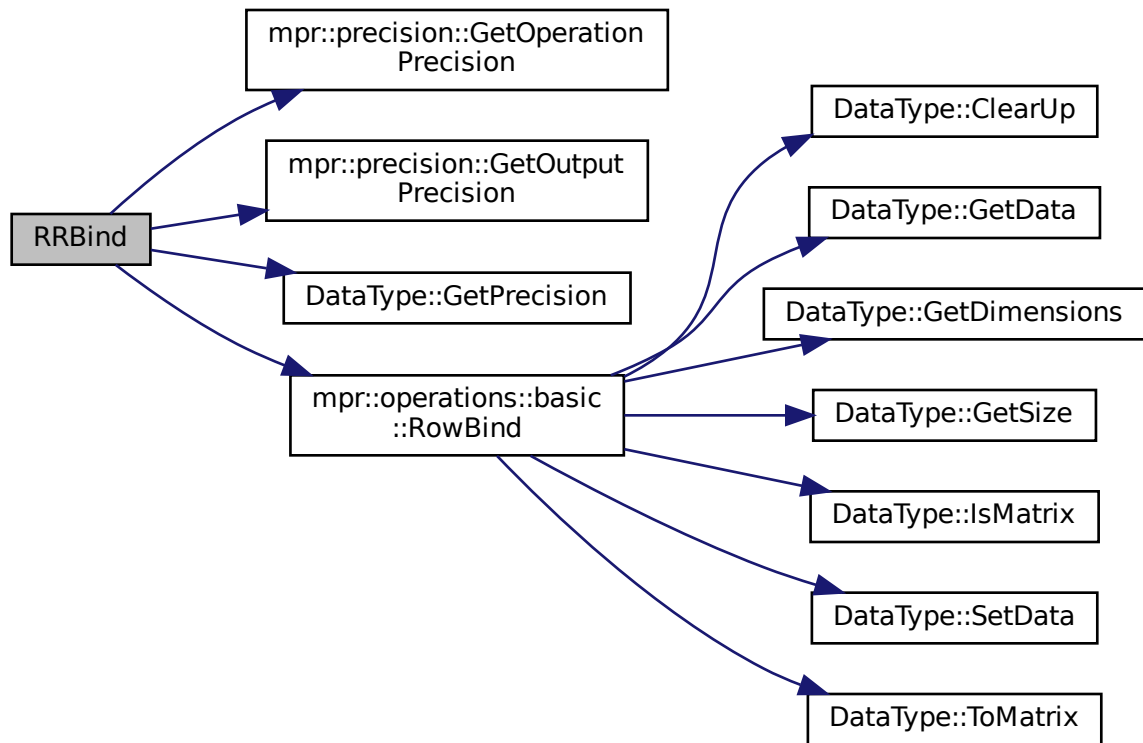 RRBind
mpr::precision::GetOperation
Precision
mpr::precision::GetOutput
Precision
DataType::GetPrecision
mpr::operations::basic
::RowBind
DataType::ClearUp
DataType::GetData
DataType::GetDimensions
DataType::GetSize
DataType::IsMatrix
DataType::SetData
DataType::ToMatrix